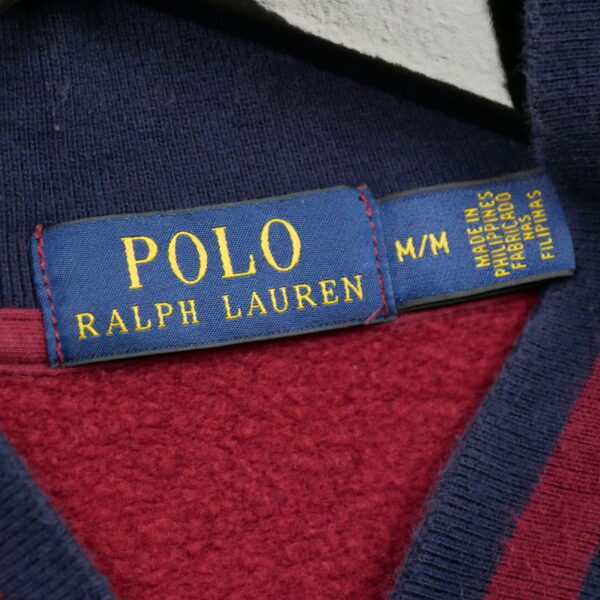 POLO
RALPH LAUREN
M/M
MADE IN
PHILIPPINES
FABRICADO
NAS
FILIPINAS